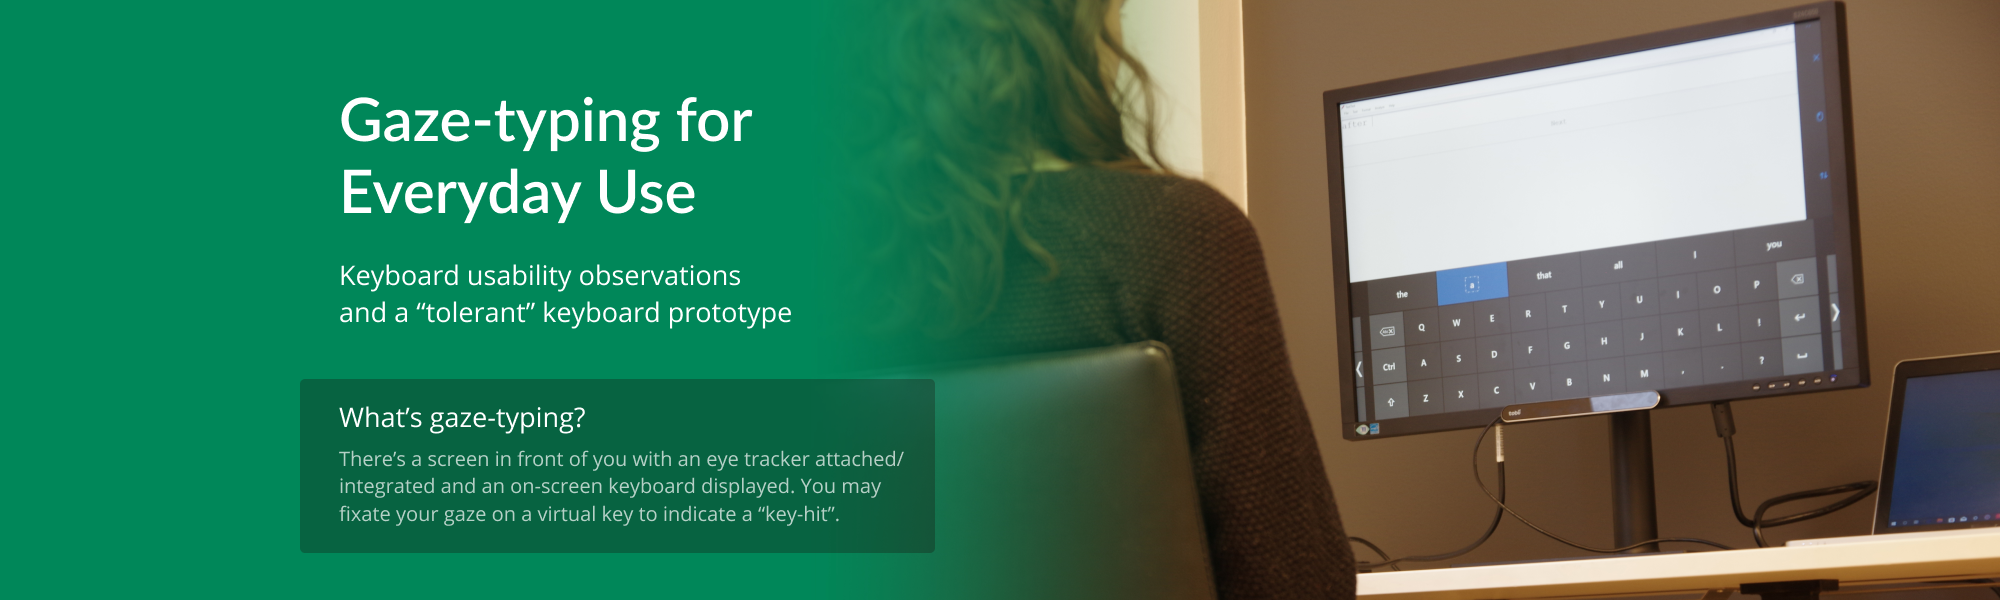 Gaze-typing for
Everyday Use
Keyboard usability observations
and a “tolerant” keyboard prototype
What’s gaze-typing?
There’s a screen in front of you with an eye tracker attached/
integrated and an on-screen keyboard displayed. You may
fixate your gaze on a virtual key to indicate a “key-hit”.
after
the a that all I you
Q W E R T Y U I O P
Ctrl A S D F G H J K L !
Z X C V B N M , . ?
tobii